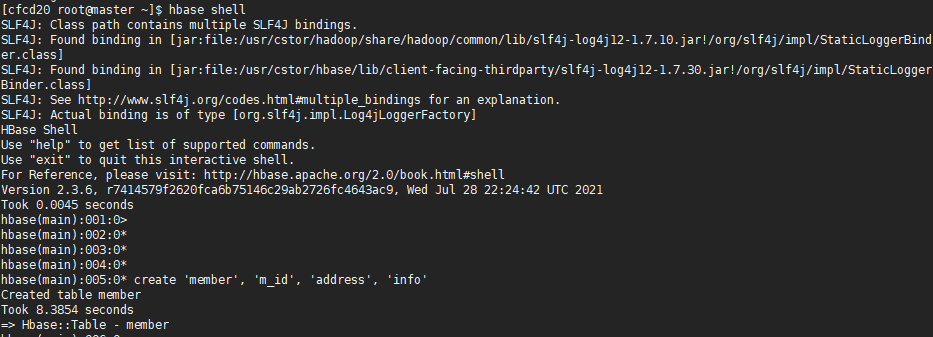 [cfcd20 root@master ~]$ hbase shell
SLF4J: Class path contains multiple SLF4J bindings.
SLF4J: Found binding in [jar:file:/usr/cstor/hadoop/share/hadoop/common/lib/slf4j-log4j12-1.7.10.jar!/org/slf4j/impl/StaticLoggerBind
er.class]
SLF4J: Found binding in [jar:file:/usr/cstor/hbase/lib/client-facing-thirdparty/slf4j-log4j12-1.7.30.jar!/org/slf4j/impl/StaticLogger
Binder.class]
SLF4J: See http://www.slf4j.org/codes.html#multiple_bindings for an explanation.
SLF4J: Actual binding is of type [org.slf4j.impl.Log4jLoggerFactory]
HBase Shell
Use "help" to get list of supported commands.
Use "exit" to quit this interactive shell.
For Reference, please visit: http://hbase.apache.org/2.0/book.html#shell
Version 2.3.6, r7414579f2620fca6b75146c29ab2726fc4643ac9, Wed Jul 28 22:24:42 UTC 2021
Took 0.0045 seconds
hbase(main):001:0>
hbase(main):002:0*
hbase(main):003:0*
hbase(main):004:0*
hbase(main):005:0* create 'member', 'm_id', 'address', 'info'
Created table member
Took 8.3854 seconds
=> Hbase::Table - member